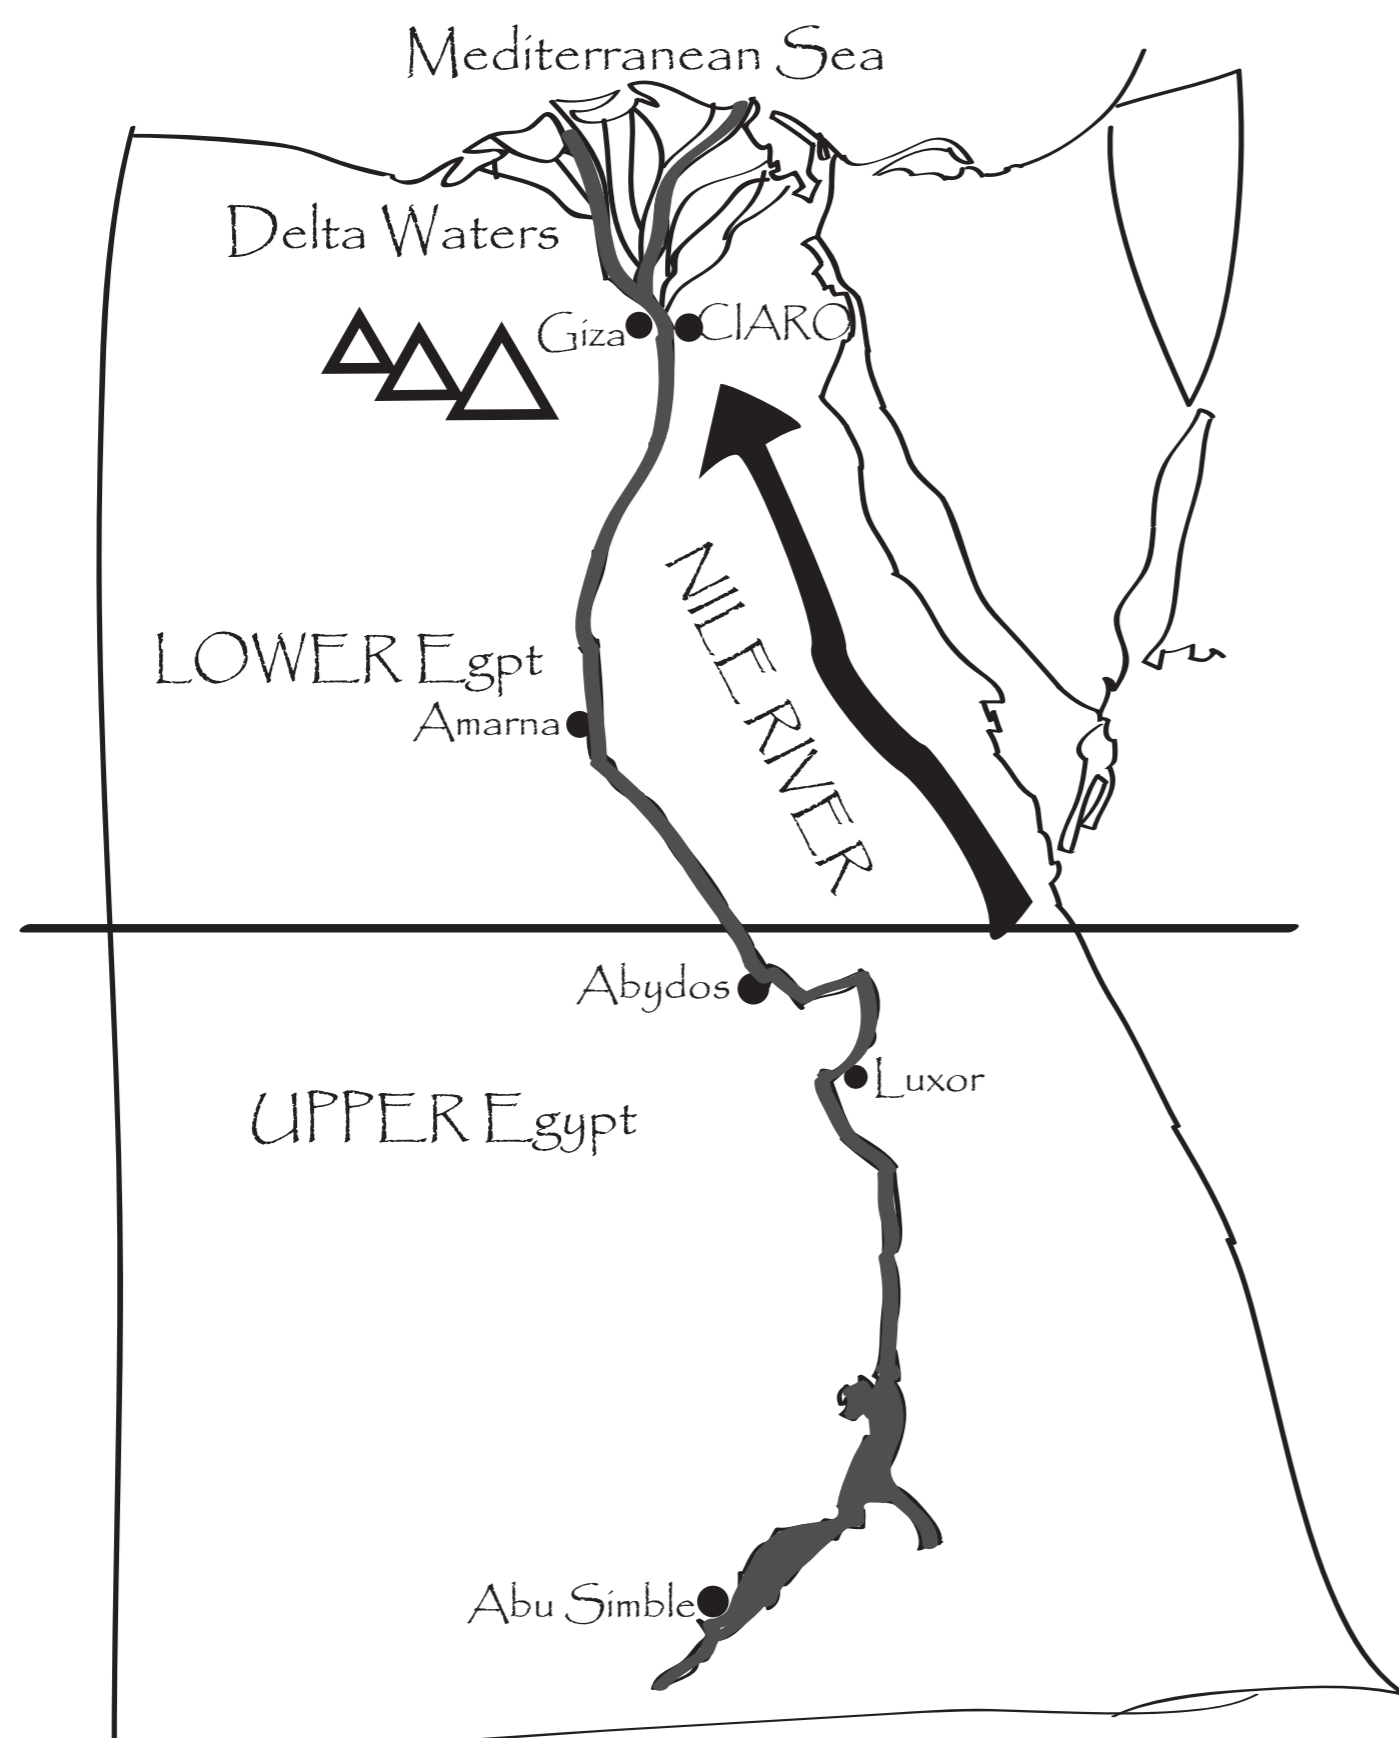 Mediterranean Sea
Delta Waters
Giza
CIARO
NILE RIVER
LOWER Egpt
Amarna
Abydos
Luxor
UPPER Egypt
Abu Simble